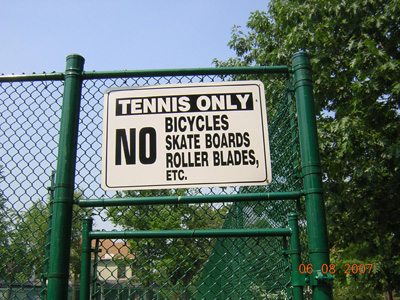 TENNIS ONLY
NO BICYCLES
SKATE BOARDS
ROLLER BLADES,
ETC.
06 08 2007